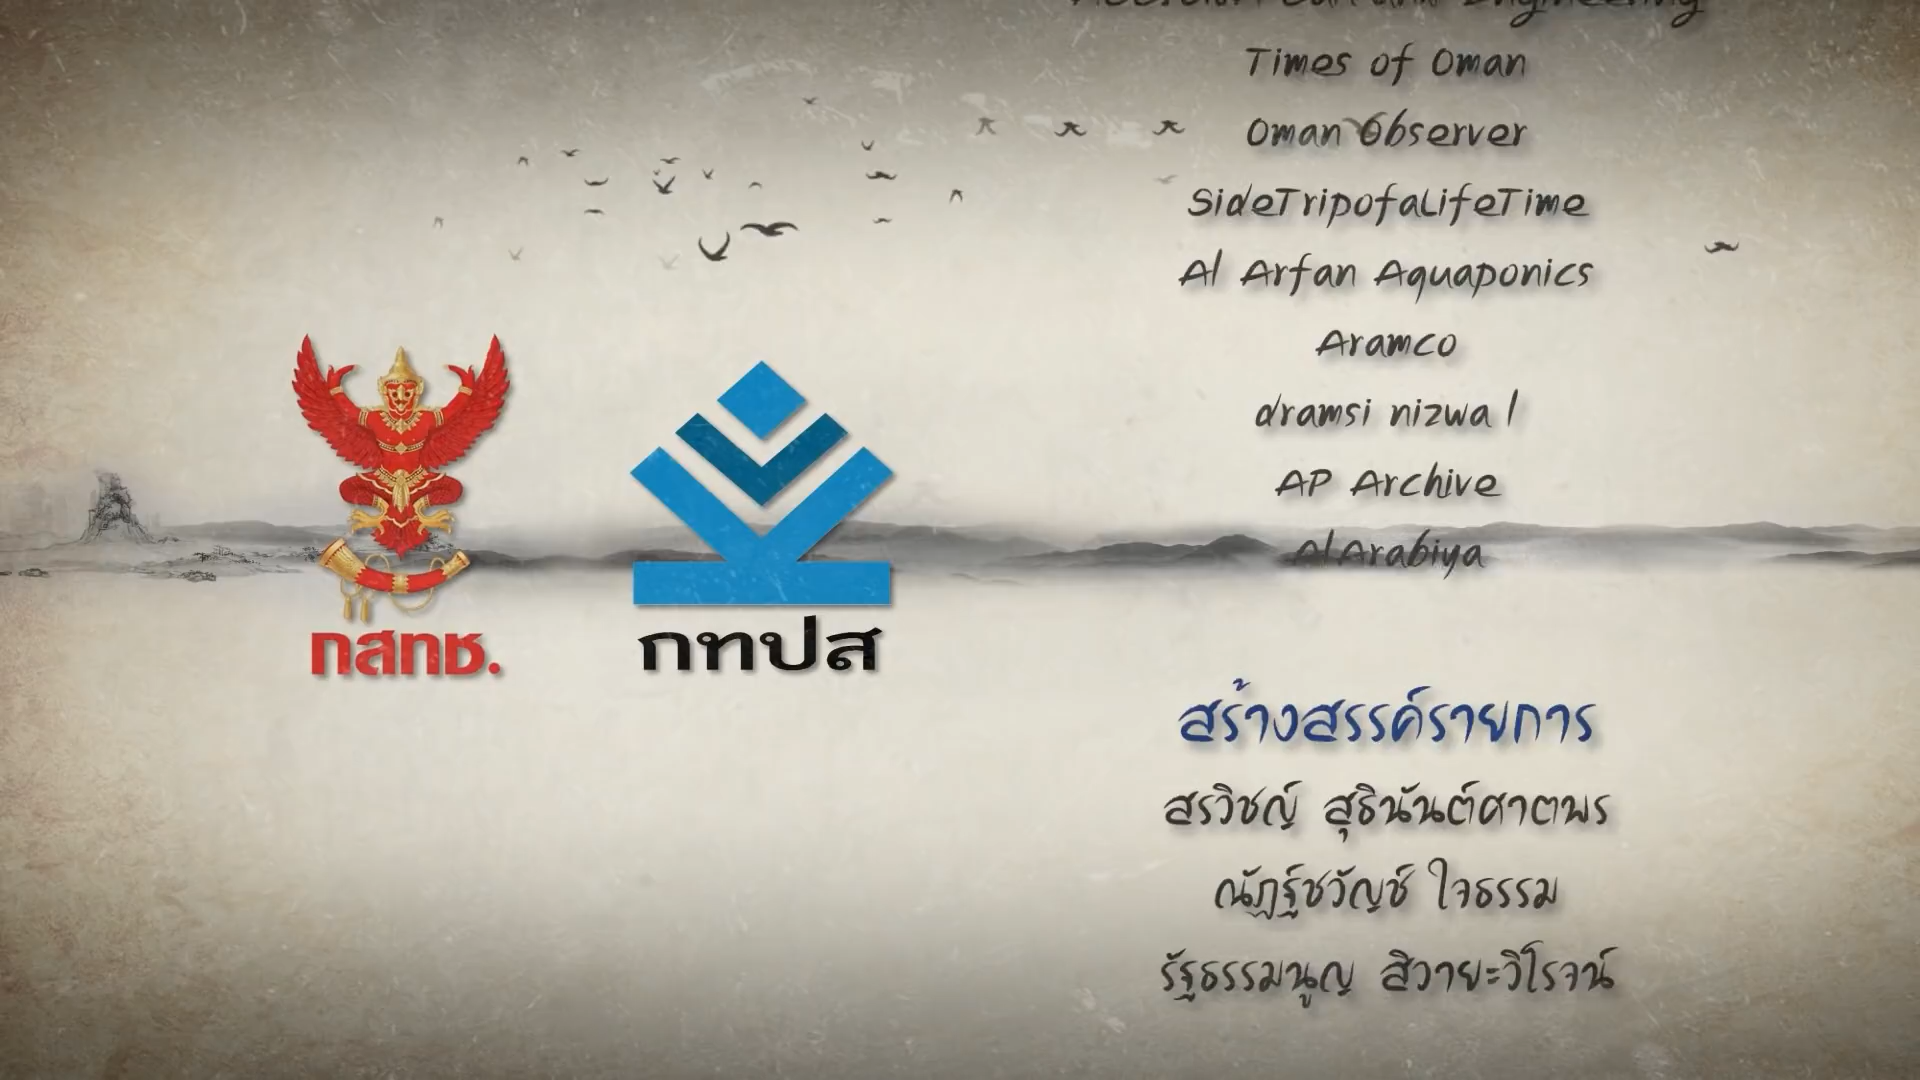 Times of Oman
Oman Observer
SideTripofaLifeTime
Al Arfan Aquaponics
Aramco
dramsi nizwa 1
AP Archive
Al Arabiya
กสทช.
กทปส
สร้างสรรค์รายการ
สรวิชญ์ สุธินันต์ศาตพร
ณัฏฐ์ชวัญช์ ใจธรรม
รัฐธรรมนูญ สิวายะวิโรจน์